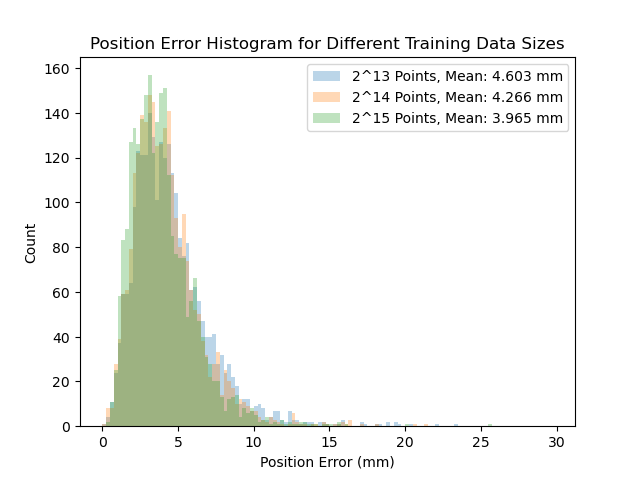 Position Error Histogram for Different Training Data Sizes
2^13 Points, Mean: 4.603 mm
2^14 Points, Mean: 4.266 mm
2^15 Points, Mean: 3.965 mm
160
140
120
100
80
60
40
20
0
Count
0 5 10 15 20 25 30
Position Error (mm)